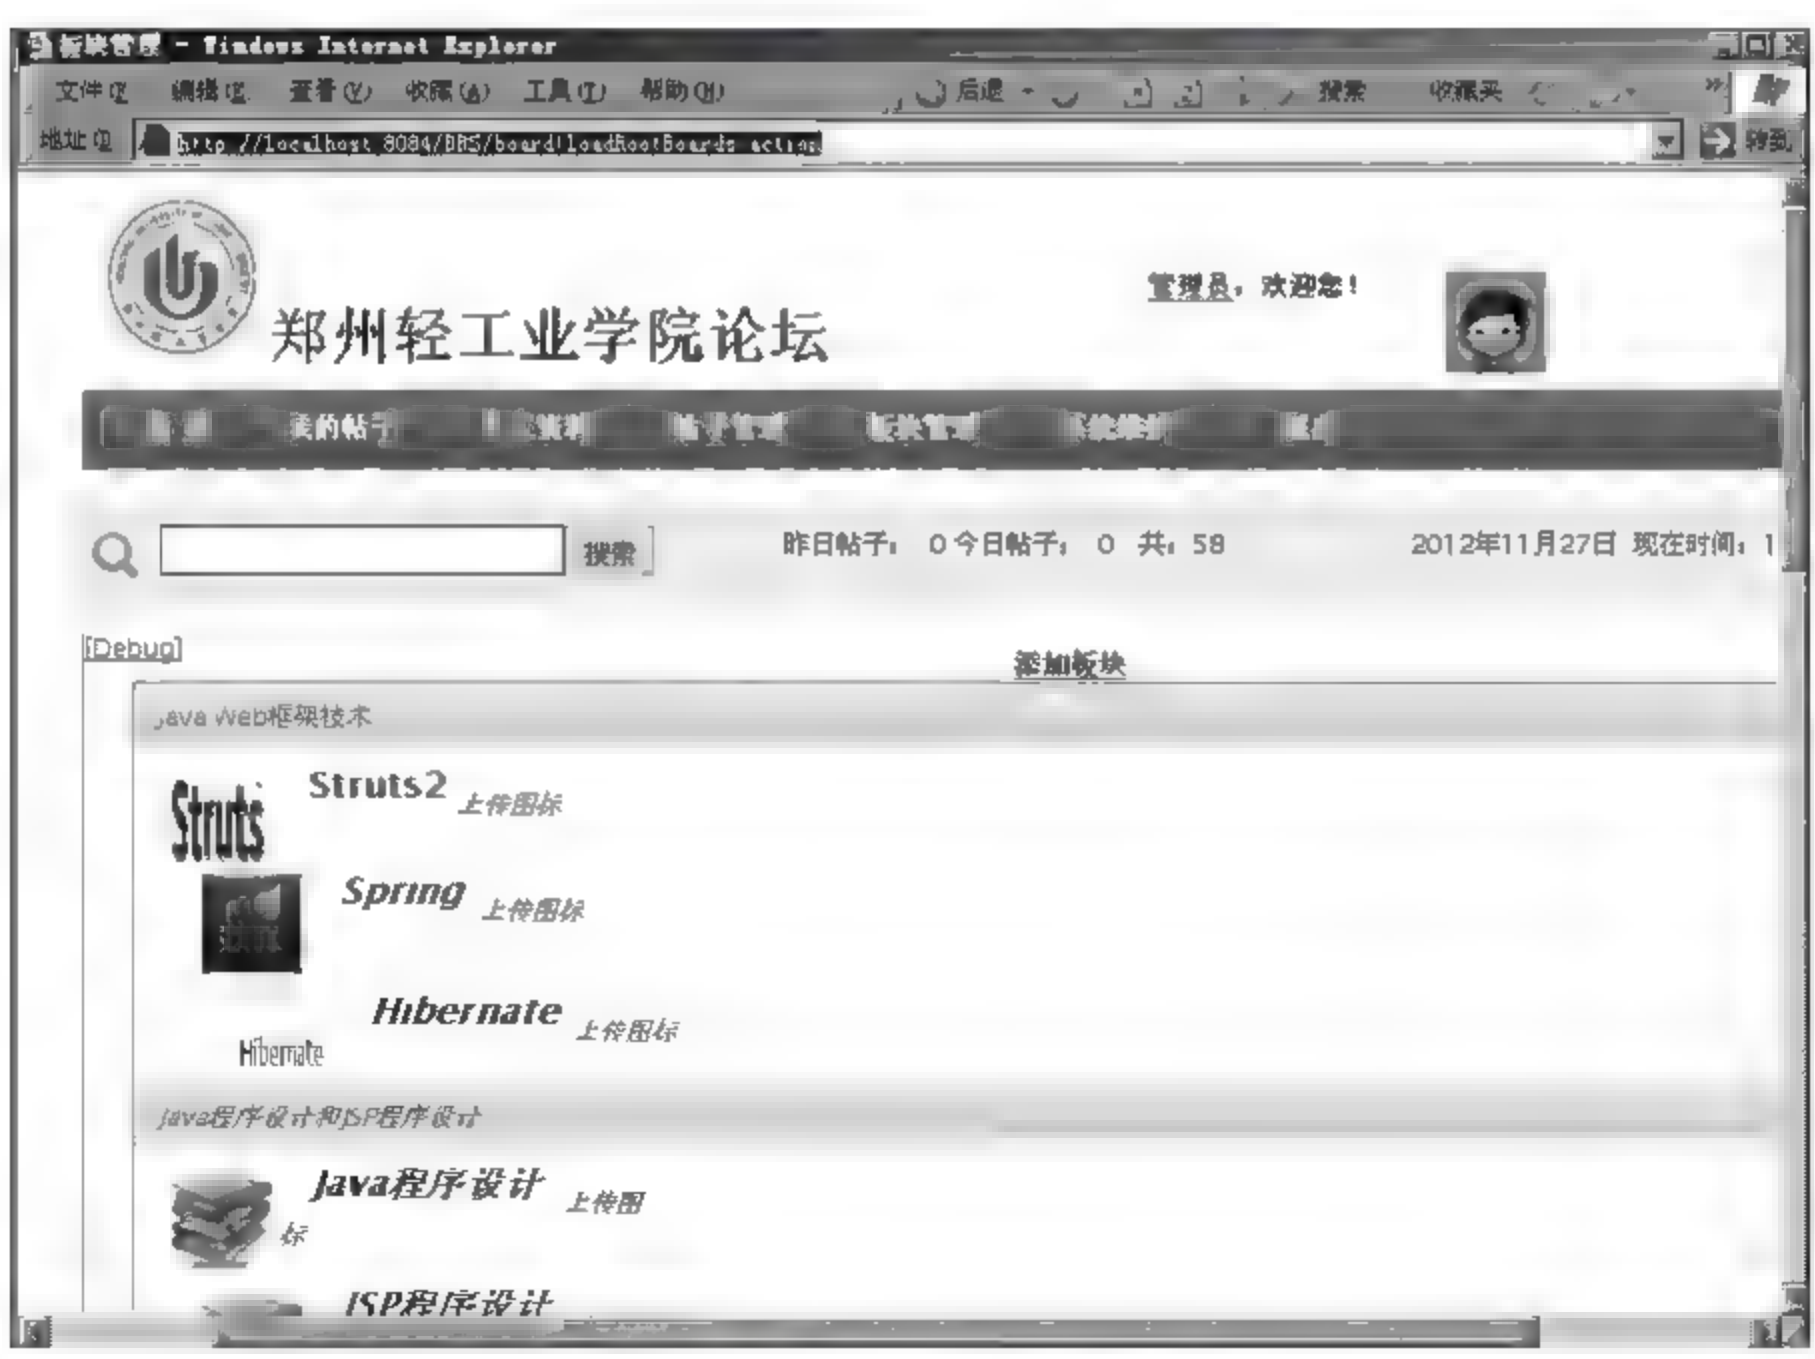 板块管理 - Windows Internet Explorer
文件(F) 编辑(E) 查看(V) 收藏(A) 工具(T) 帮助(H) 后退 搜索 收藏夹
地址(D) http://localhost:8084/BBS/board!loadRootBoards.action 转到
管理员，欢迎您！
郑州轻工业学院论坛
我的帖子 板块管理
搜索 昨日帖子： 0 今日帖子： 0 共：58 2012年11月27日 现在时间：1
[Debug]
添加板块
Java Web框架技术
Struts
Struts2 上传图标
Spring 上传图标
Hibernate 上传图标
Hibernate
Java程序设计和JSP程序设计
Java程序设计 上传图
标
JSP程序设计